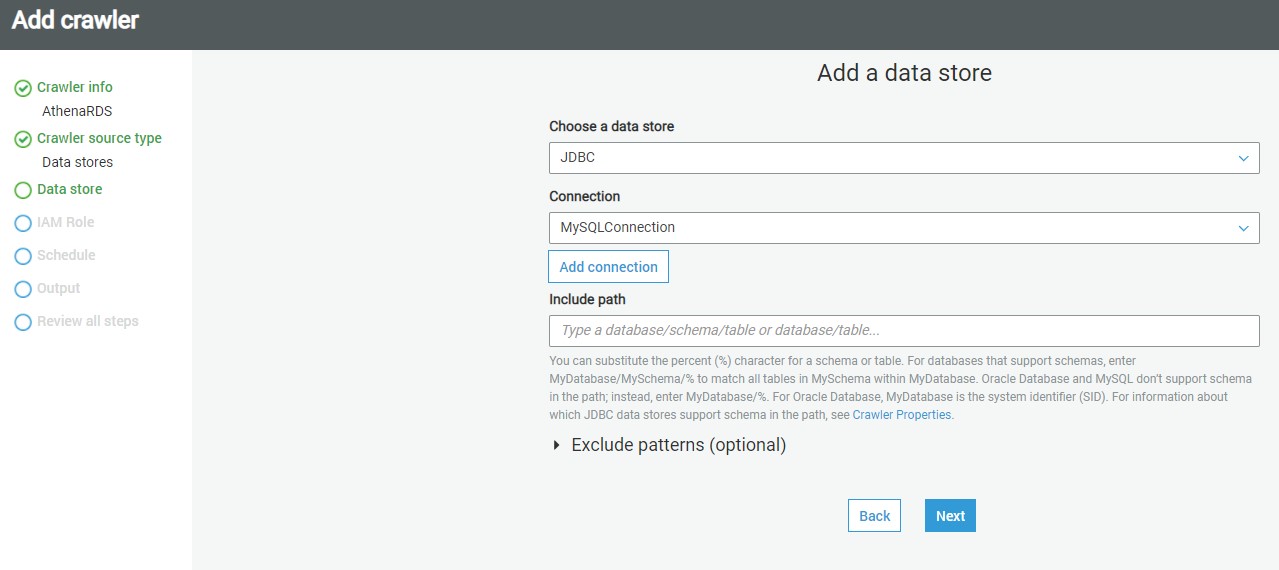 Add crawler
Crawler info
AthenaRDS
Crawler source type
Data stores
Data store
IAM Role
Schedule
Output
Review all steps
Add a data store
Choose a data store
JDBC
Connection
MySQLConnection
Add connection
Include path
Type a database/schema/table or database/table...
You can substitute the percent (%) character for a schema or table. For databases that support schemas, enter
MyDatabase/MySchema/% to match all tables in MySchema within MyDatabase. Oracle Database and MySQL don't support schema
in the path; instead, enter MyDatabase/%. For Oracle Database, MyDatabase is the system identifier (SID). For information about
which JDBC data stores support schema in the path, see Crawler Properties.
Exclude patterns (optional)
Back
Next